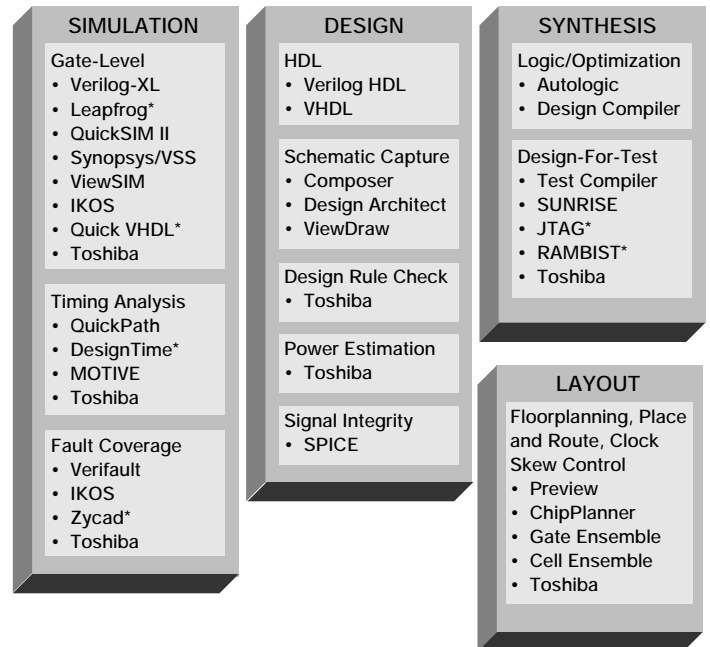 SIMULATION
Gate-Level
• Verilog-XL
• Leapfrog*
• QuickSIM II
• Synopsys/VSS
• ViewSIM
• IKOS
• Quick VHDL*
• Toshiba
Timing Analysis
• QuickPath
• DesignTime*
• MOTIVE
• Toshiba
Fault Coverage
• Verifault
• IKOS
• Zycad*
• Toshiba
DESIGN
HDL
• Verilog HDL
• VHDL
Schematic Capture
• Composer
• Design Architect
• ViewDraw
Design Rule Check
• Toshiba
Power Estimation
• Toshiba
Signal Integrity
• SPICE
SYNTHESIS
Logic/Optimization
• Autologic
• Design Compiler
Design-For-Test
• Test Compiler
• SUNRISE
• JTAG*
• RAMBIST*
• Toshiba
LAYOUT
Floorplanning, Place
and Route, Clock
Skew Control
• Preview
• ChipPlanner
• Gate Ensemble
• Cell Ensemble
• Toshiba